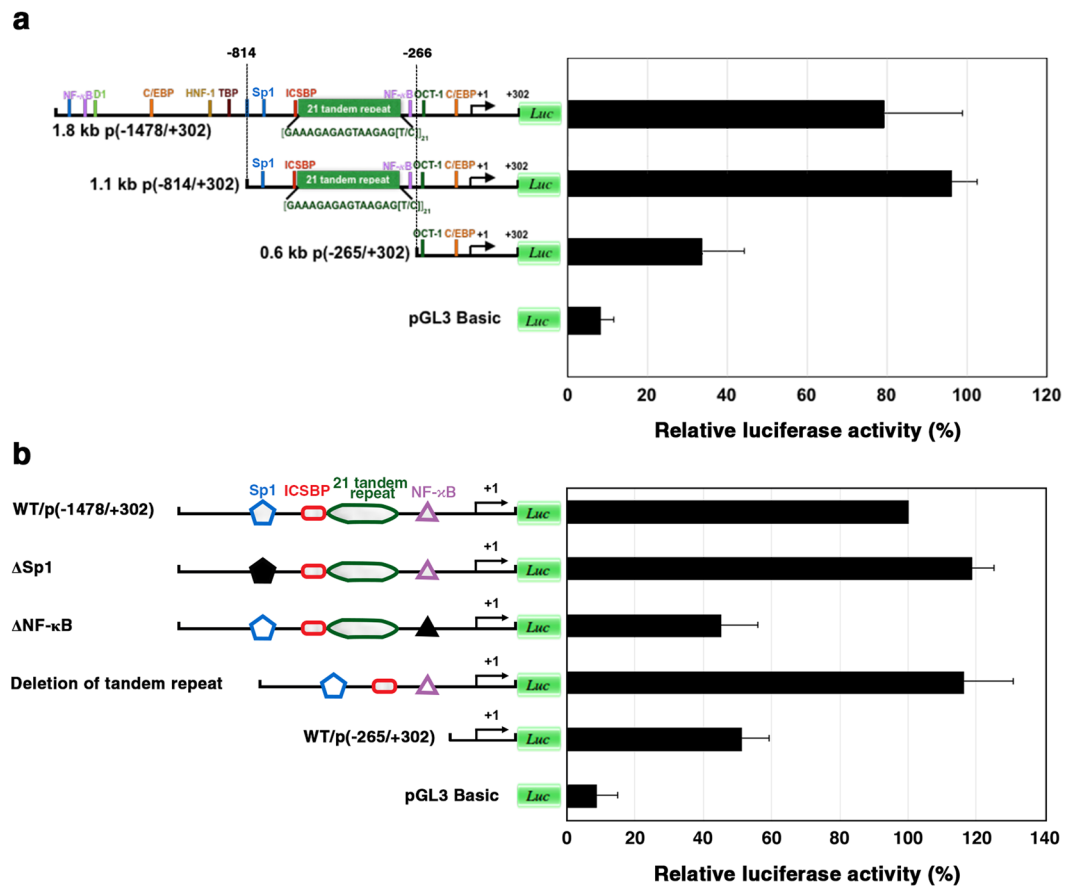 a
-814
-266
NF-κB D1 C/EBP HNF-1 TBP Sp1 ICSBP NF-κB OCT-1 C/EBP +1 +302
21 tandem repeat
Luc
1.8 kb p(-1478/+302)
[GAAAGAGAGTAAGAG[T/C]]21
Sp1 ICSBP NF-κB OCT-1 C/EBP +1 +302
21 tandem repeat
Luc
1.1 kb p(-814/+302)
[GAAAGAGAGTAAGAG[T/C]]21
OCT-1 C/EBP +1 +302
0.6 kb p(-265/+302)
Luc
pGL3 Basic
Luc
0 20 40 60 80 100 120
Relative luciferase activity (%)
b
Sp1 ICSBP 21 tandem repeat NF-κB +1
WT/p(-1478/+302)
Luc
+1
ΔSp1
Luc
+1
ΔNF-κB
Luc
+1
Deletion of tandem repeat
Luc
+1
WT/p(-265/+302)
Luc
pGL3 Basic
Luc
0 20 40 60 80 100 120 140
Relative luciferase activity (%)